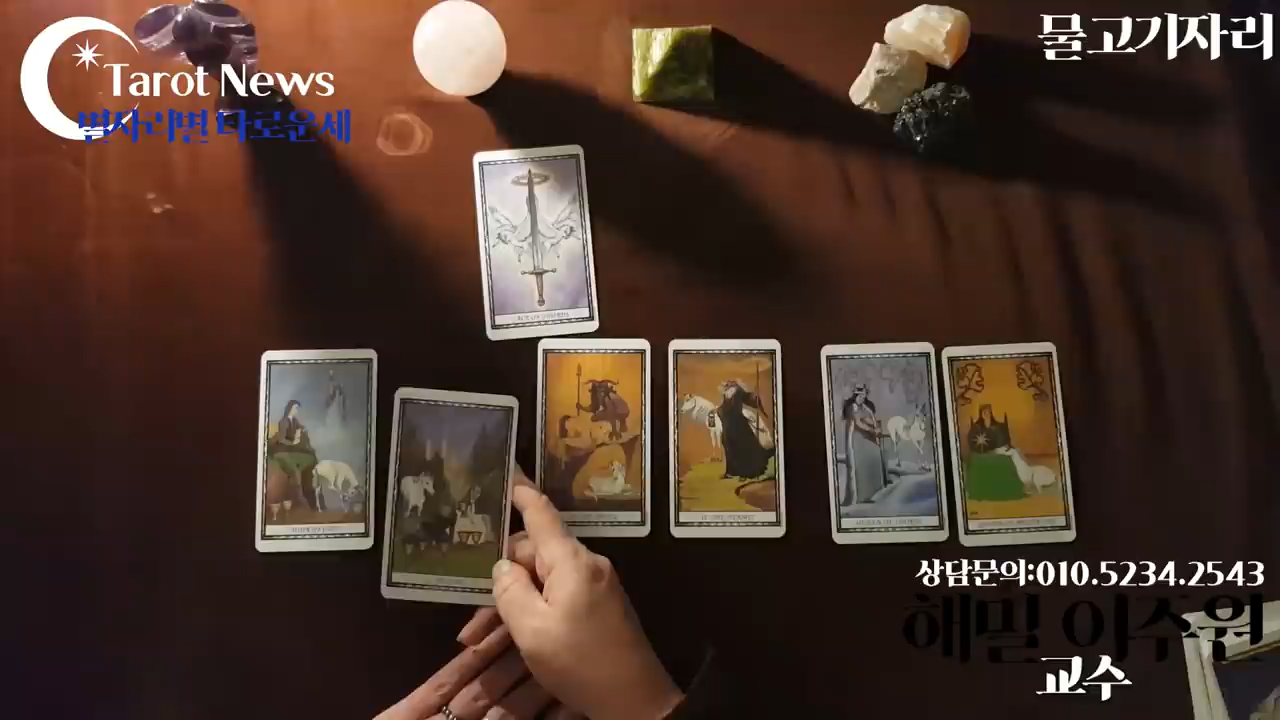 Tarot News
별자리별 타로운세
물고기자리
상담문의:010.5234.2543
해밀 이주원
교수